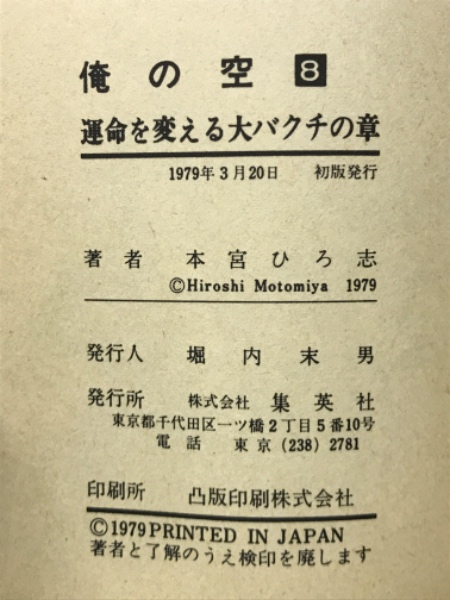 俺の空 8
運命を変える大バクチの章
1979年3月20日 初版発行
著者 本宮ひろ志
©Hiroshi Motomiya 1979
発行人 堀内末男
発行所 株式会社 集英社
東京都千代田区一ツ橋2丁目5番10号
電話 東京(238)2781
印刷所 凸版印刷株式会社
©1979 PRINTED IN JAPAN
著者と了解のうえ検印を廃します